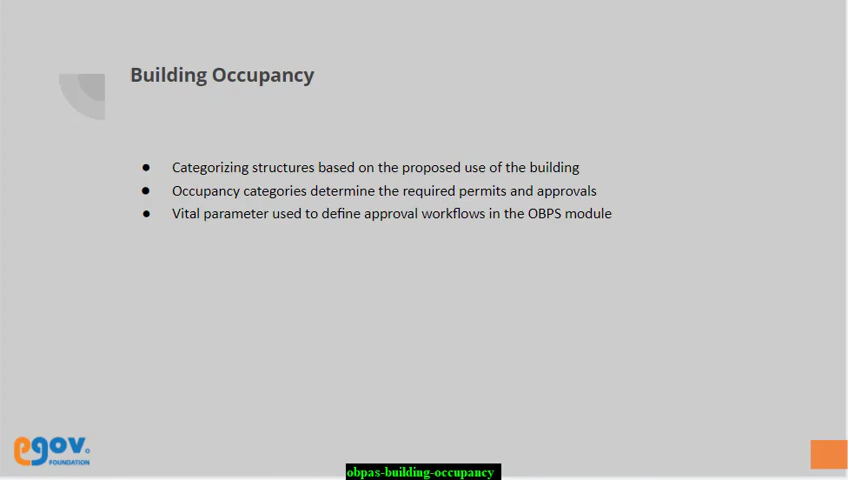 Building Occupancy
● Categorizing structures based on the proposed use of the building
● Occupancy categories determine the required permits and approvals
● Vital parameter used to define approval workflows in the OBPS module
egov.
FOUNDATION
obpas-building-occupancy